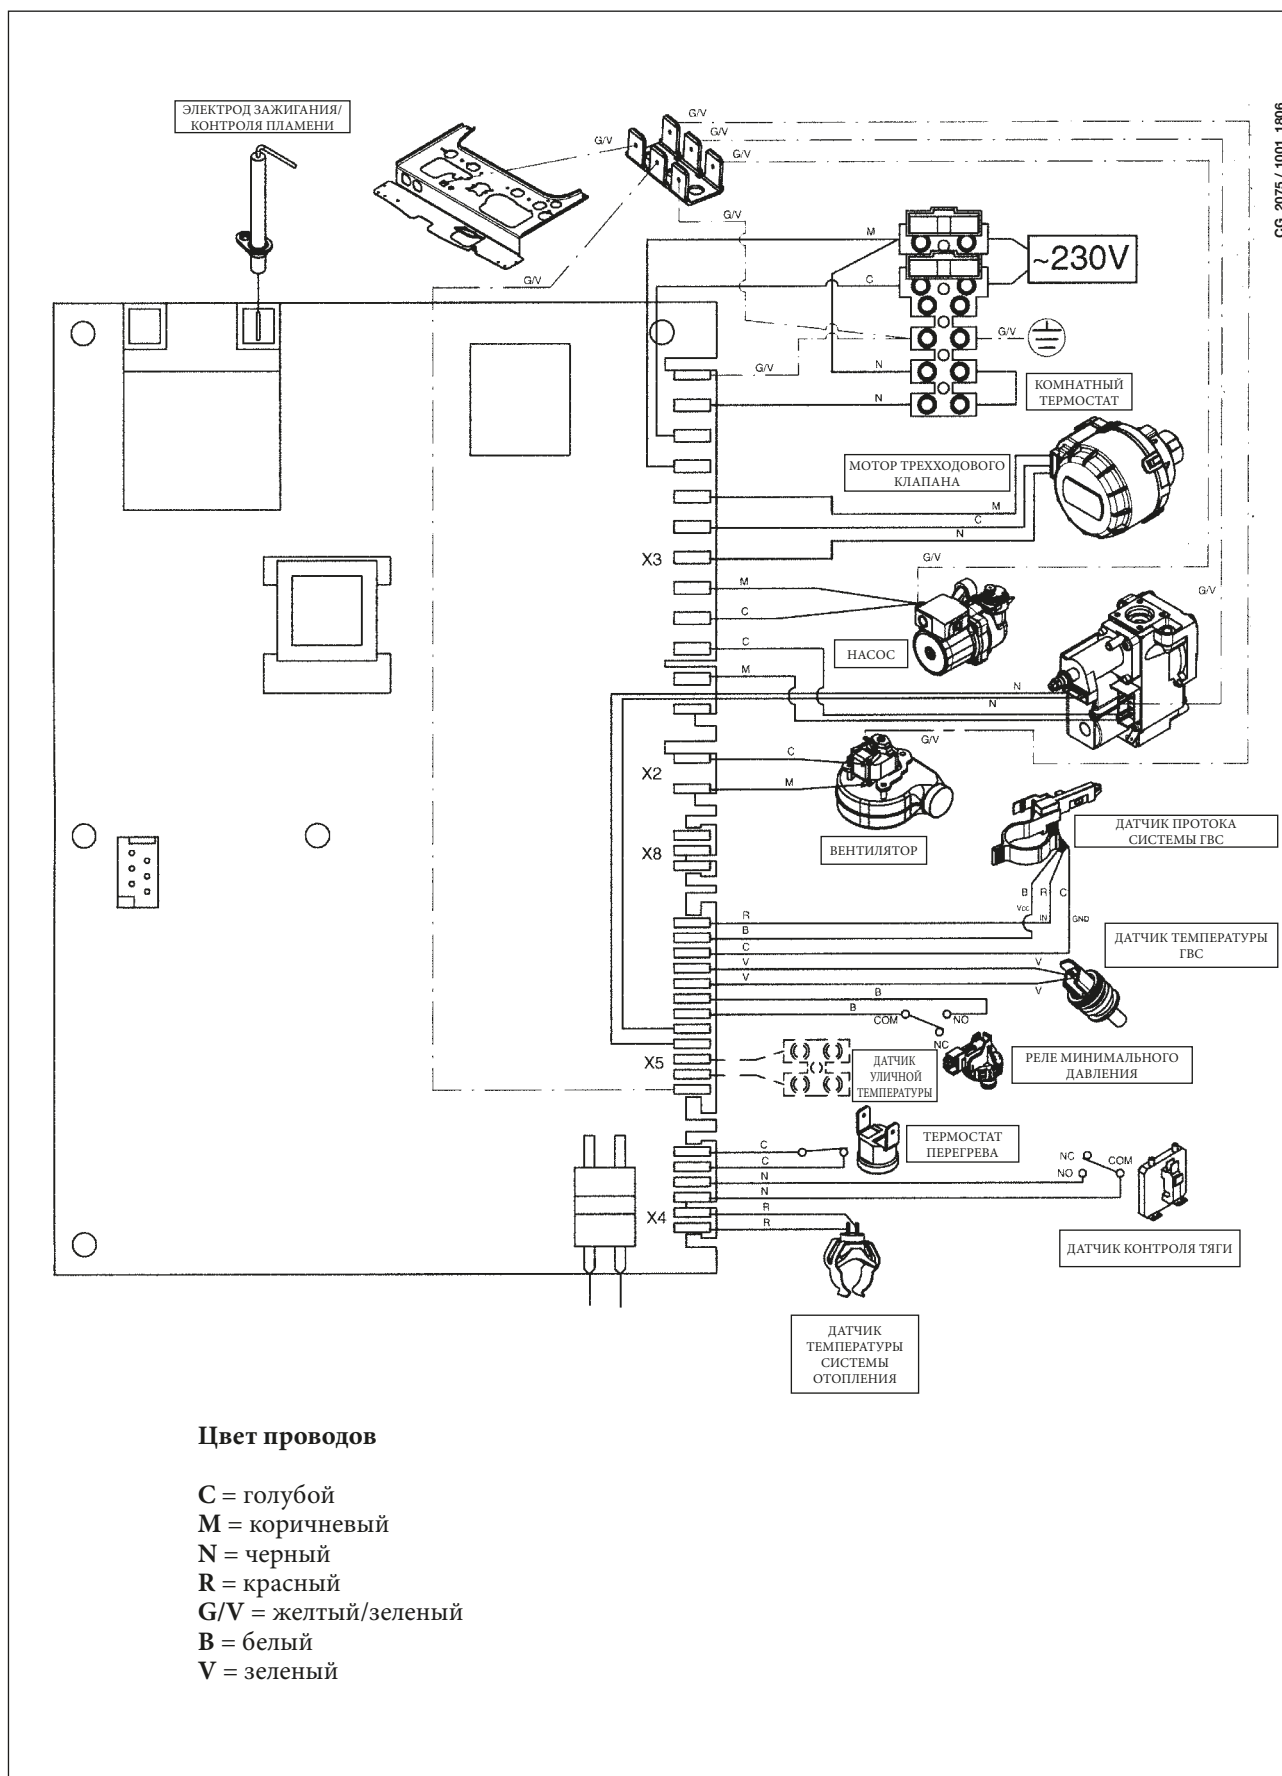 ЭЛЕКТРОД ЗАЖИГАНИЯ/
КОНТРОЛЯ ПЛАМЕНИ
G/V
G/V
G/V
G/V
G/V
G/V
CG_2075 / 1001_1806
M
~230V
C
G/V
G/V
N
N
КОМНАТНЫЙ
ТЕРМОСТАТ
МОТОР ТРЕХХОДОВОГО
КЛАПАНА
M
C
N
X3
G/V
M
G/V
C
C
НАСОС
M
N
N
G/V
C
X2
M
ВЕНТИЛЯТОР
ДАТЧИК ПРОТОКА
СИСТЕМЫ ГВС
X8
B R C
Vcc
R
IN
GND
B
C
V
V
V
V
ДАТЧИК ТЕМПЕРАТУРЫ
ГВС
B
B
COM
NO
NC
X5
ДАТЧИК
УЛИЧНОЙ
ТЕМПЕРАТУРЫ
РЕЛЕ МИНИМАЛЬНОГО
ДАВЛЕНИЯ
C
C
ТЕРМОСТАТ
ПЕРЕГРЕВА
N
N
NC
NO
COM
R
X4
R
ДАТЧИК КОНТРОЛЯ ТЯГИ
ДАТЧИК
ТЕМПЕРАТУРЫ
СИСТЕМЫ
ОТОПЛЕНИЯ
Цвет проводов
C = голубой
M = коричневый
N = черный
R = красный
G/V = желтый/зеленый
B = белый
V = зеленый